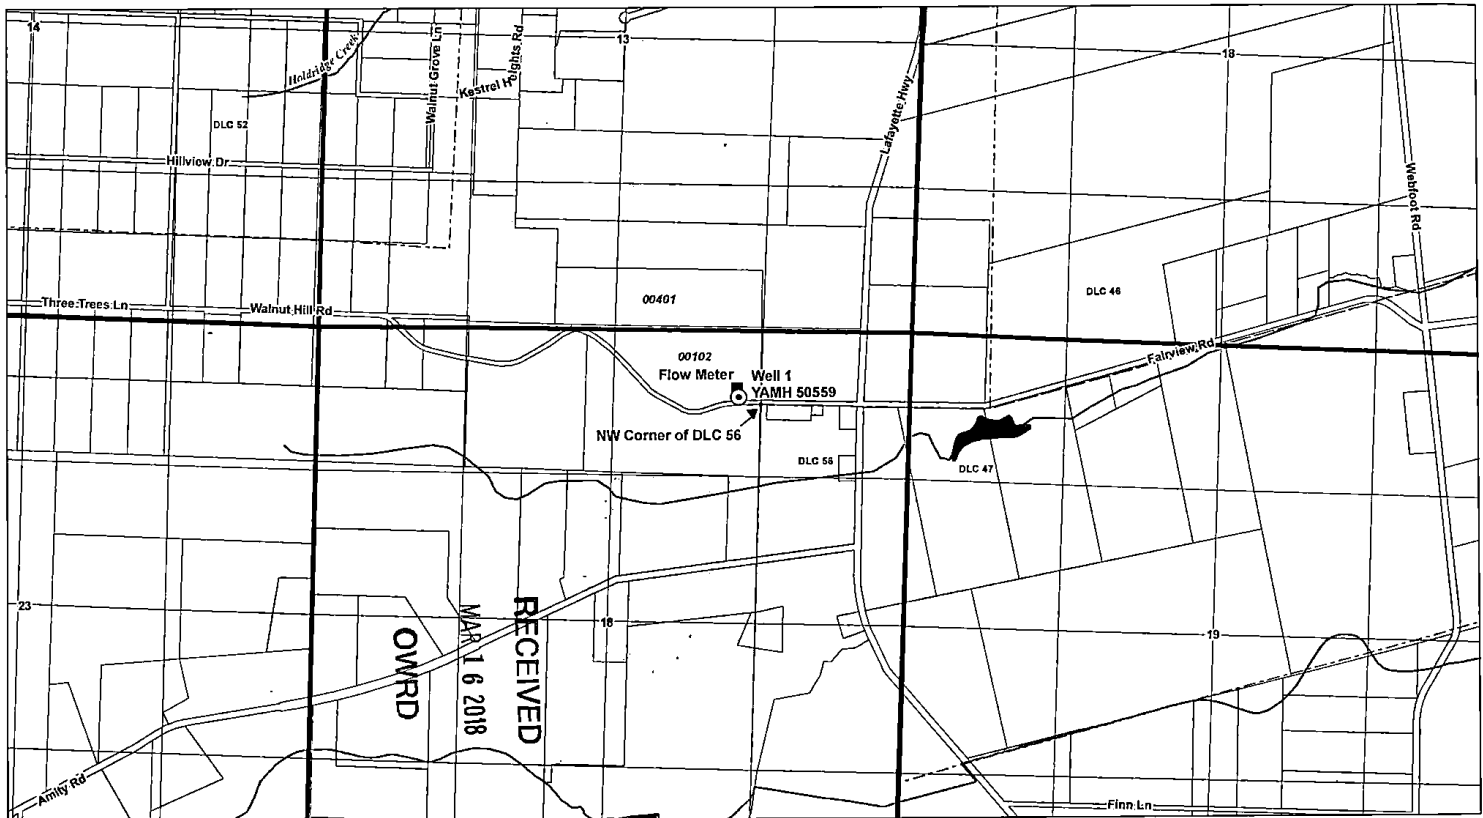 14
Holdridge Creek
Walnut Grove Ln
Kestrel Heights Rd
13
18
DLC 52
Hillview Dr
Lafayette Hwy
Webfoot Rd
Three Trees Ln
Walnut Hill Rd
00401
DLC 46
00102
Flow Meter
Well 1
YAMH 50559
Fairview Rd
NW Corner of DLC 56
DLC 56
DLC 47
23
RECEIVED
MAR 16 2018
OWRD
18
19
Amity Rd
Finn Ln